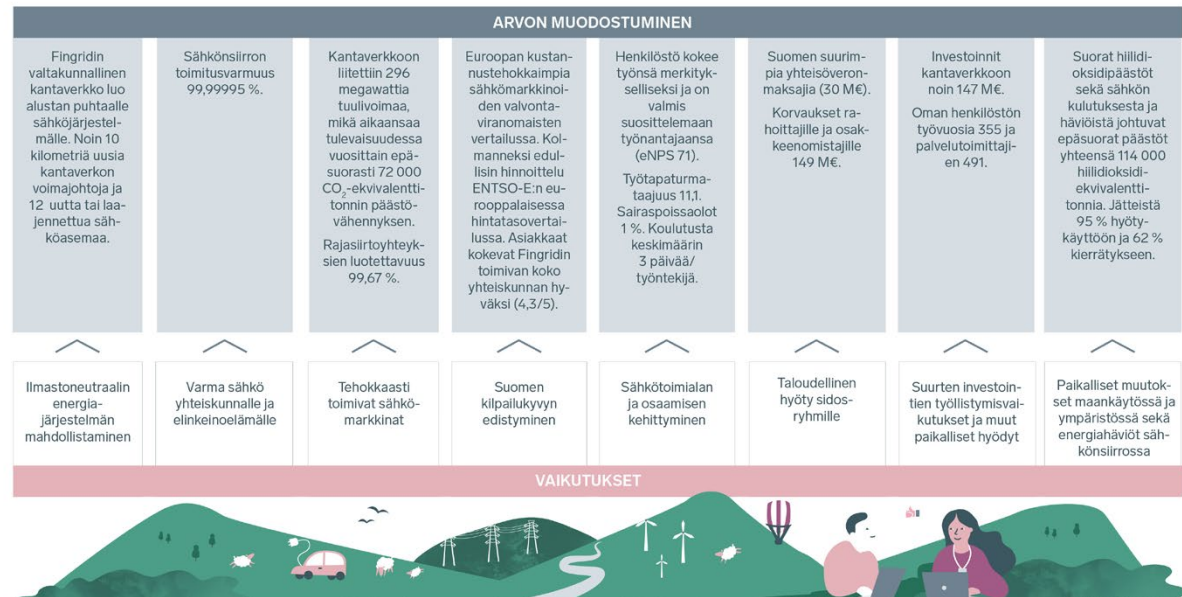 ARVON MUODOSTUMINEN
Fingridin
valtakunnallinen
kantaverkko luo
alustan puhtaalle
sähköjärjestel-
mälle. Noin 10
kilometriä uusia
kantaverkon
voimajohtoja ja
12 uutta tai laa-
jennettua säh-
köasemaa.
Sähkönsiirron
toimitusvarmuus
99,99995 %.
Kantaverkkoon
liitettiin 296
megawattia
tuulivoimaa,
mikä aikaansaa
tulevaisuudessa
vuosittain epä-
suorasti 72 000
CO₂-ekvivalentti-
tonnin päästö-
vähennyksen.
Rajasiirtoyhteyk-
sien luotettavuus
99,67 %.
Euroopan kustan-
nustehokkaimpia
sähkömarkkinoi-
den valvonta-
viranomaisten
vertailussa. Kol-
manneksi edul-
lisin hinnoittelu
ENTSO-E:n eu-
rooppalaisessa
hintatasovertai-
lussa. Asiakkaat
kokevat Fingridin
toimivan koko
yhteiskunnan hy-
väksi (4,3/5).
Henkilöstö kokee
työnsä merkityk-
selliseksi ja on
valmis
suosittelemaan
työnantajaansa
(eNPS 71).
Työtapaturma-
taajuus 11,1.
Sairaspoissaolot
1 %. Koulutusta
keskimäärin
3 päivää/
työntekijä.
Suomen suurim-
pia yhteisöveron-
maksajia (30 M€).
Korvaukset ra-
hoittajille ja osak-
keenomistajille
149 M€.
Investoinnit
kantaverkkoon
noin 147 M€.
Oman henkilöstön
työvuosia 355 ja
palvelutoimittaji-
en 491.
Suorat hiilidi-
oksidipäästöt
sekä sähkön
kulutuksesta ja
häviöistä johtuvat
epäsuorat päästöt
yhteensä 114 000
hiilidioksidi-
ekvivalentti-
tonnia. Jätteistä
95 % hyöty-
käyttöön ja 62 %
kierrätykseen.
Ilmastoneutraalin
energia-
järjestelmän
mahdollistaminen
Varma sähkö
yhteiskunnalle ja
elinkeinoelämälle
Tehokkaasti
toimivat sähkö-
markkinat
Suomen
kilpailukyvyn
edistyminen
Sähkötoimialan
ja osaamisen
kehittyminen
Taloudellinen
hyöty sidos-
ryhmille
Suurten investoin-
tien työllistymisvai-
kutukset ja muut
paikalliset hyödyt
Paikalliset muutok-
set maankäytössä ja
ympäristössä sekä
energiahäviöt säh-
könsiirrossa
VAIKUTUKSET